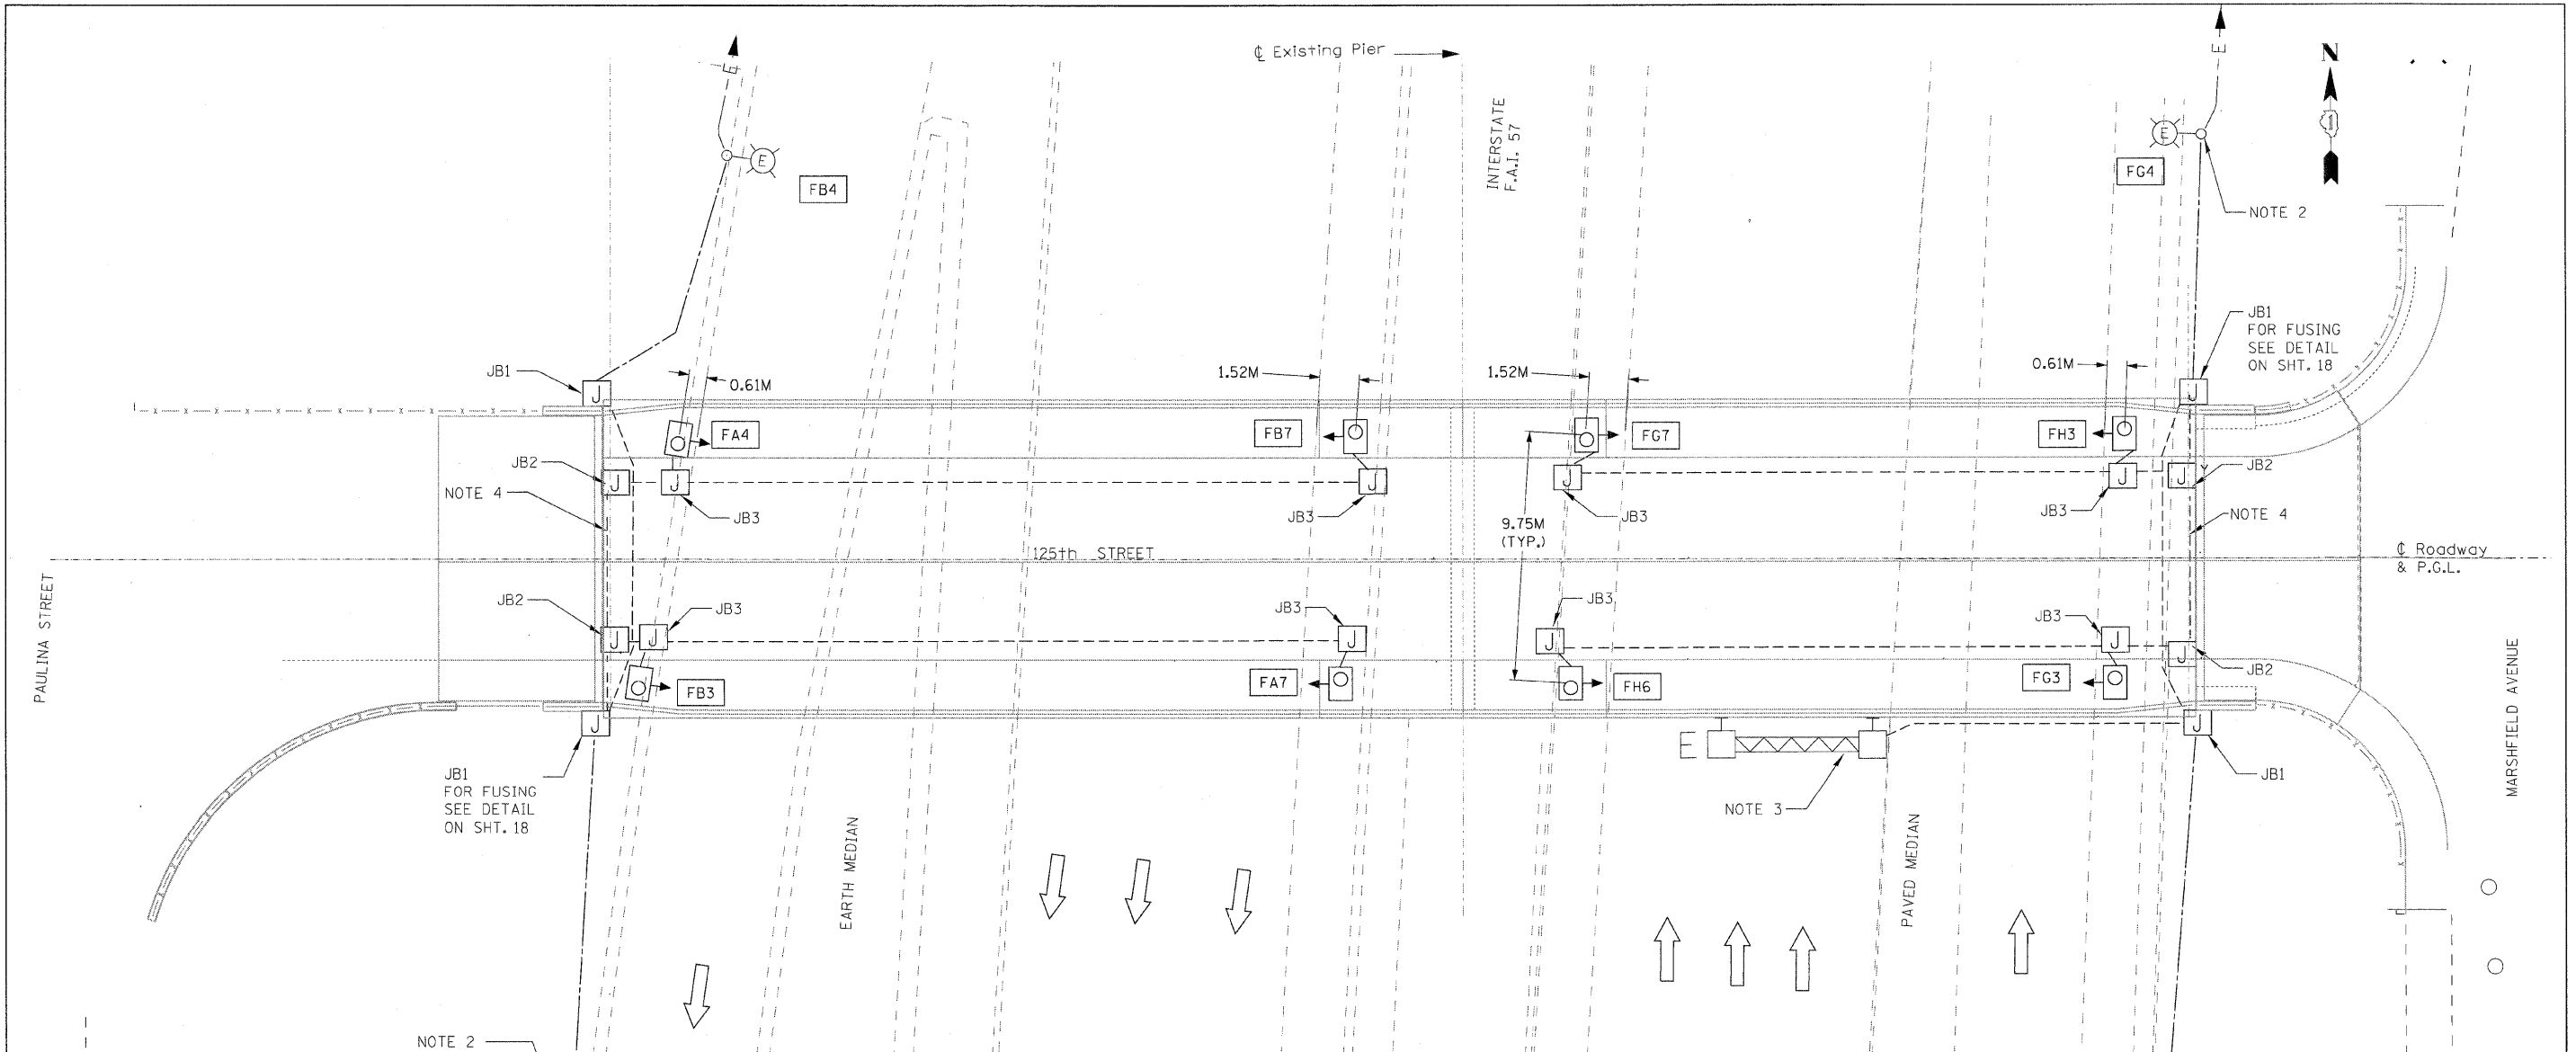 ℄ Existing Pier
E
E
N
INTERSTATE
F.A.I. 57
E
FB4
E
FG4
NOTE 2
JB1
FOR FUSING
SEE DETAIL
ON SHT. 18
JB1
0.61M
1.52M
1.52M
0.61M
J
J
FA4
FB7
FG7
FH3
JB2
J
J
J
J
J
J
JB2
NOTE 4
JB3
JB3
JB3
JB3
NOTE 4
9.75M
(TYP.)
125th STREET
℄ Roadway
& P.G.L.
PAULINA STREET
JB2
JB3
JB3
JB3
JB3
J
J
J
J
J
J
JB2
FB3
FA7
FH6
FG3
MARSHFIELD AVENUE
J
J
E
JB1
FOR FUSING
SEE DETAIL
ON SHT. 18
JB1
NOTE 3
EARTH MEDIAN
PAVED MEDIAN
NOTE 2